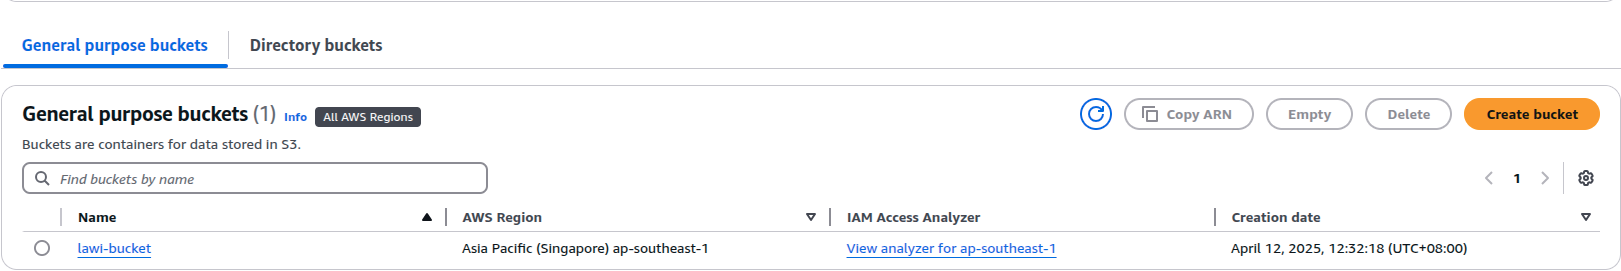 General purpose buckets Directory buckets
General purpose buckets (1) Info All AWS Regions Copy ARN Empty Delete Create bucket
Buckets are containers for data stored in S3.
Find buckets by name 1
Name AWS Region IAM Access Analyzer Creation date
lawi-bucket Asia Pacific (Singapore) ap-southeast-1 View analyzer for ap-southeast-1 April 12, 2025, 12:32:18 (UTC+08:00)